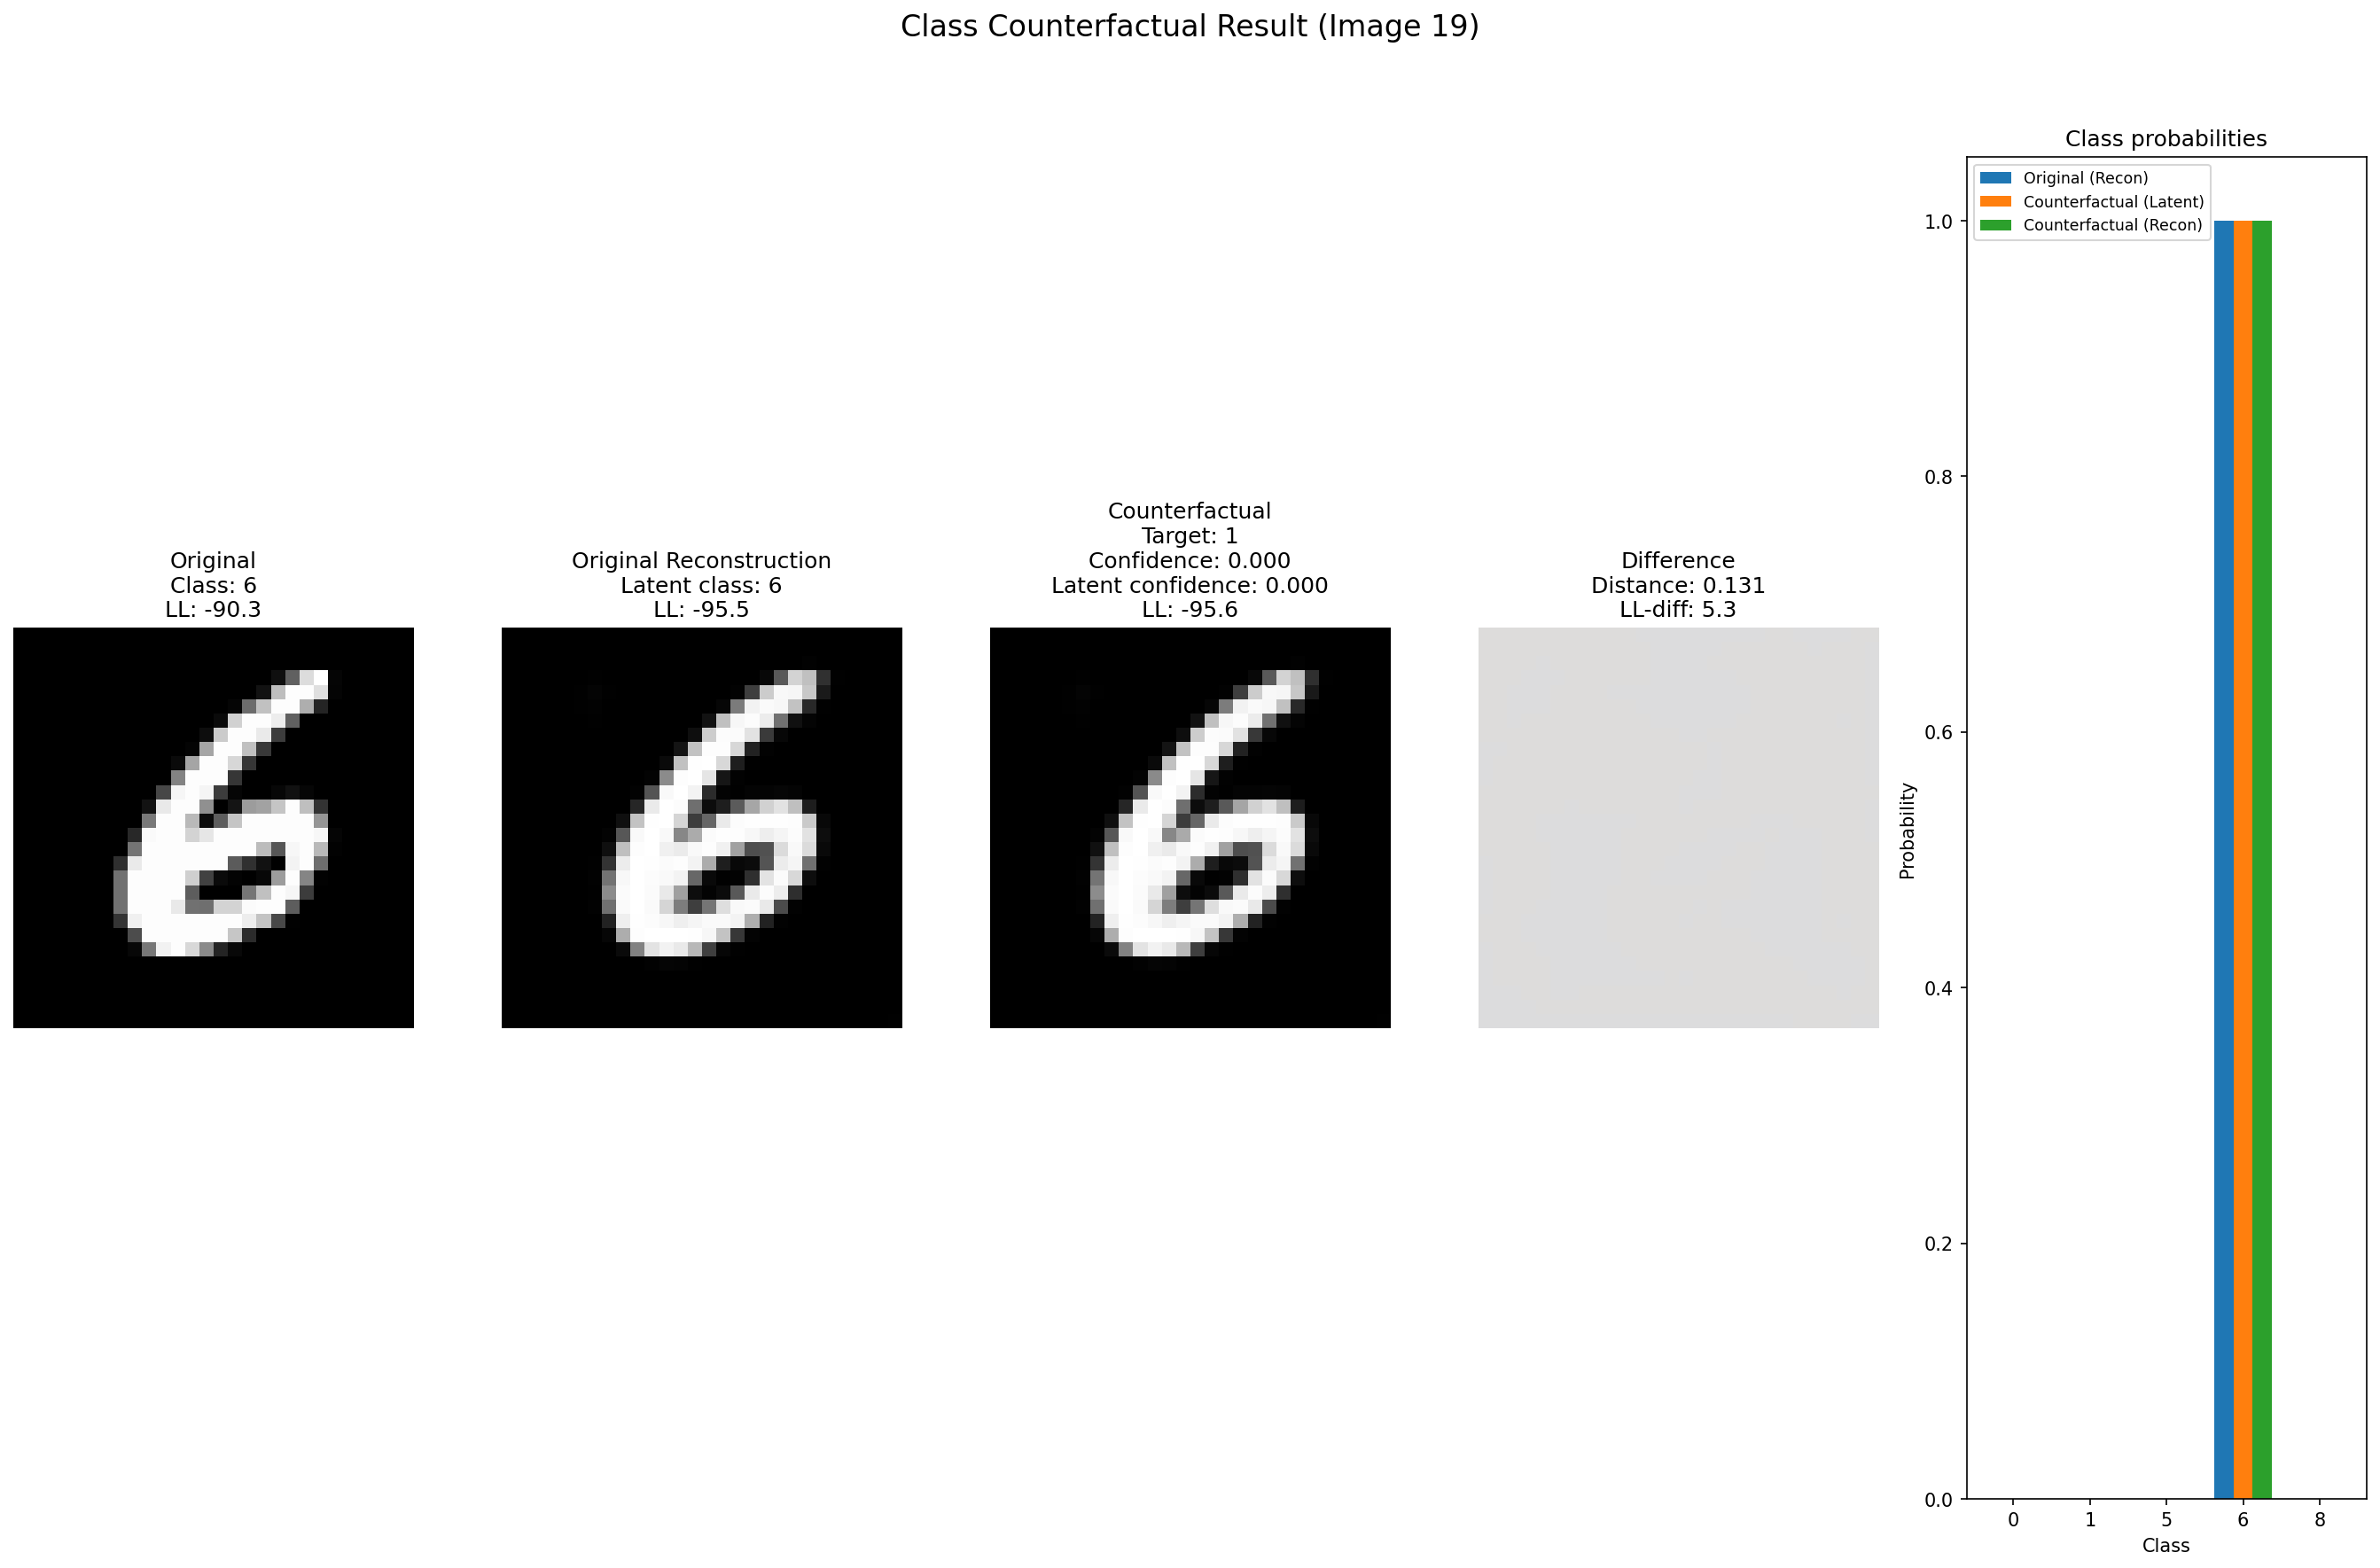 Class Counterfactual Result (Image 19)
Original
Class: 6
LL: -90.3
6
Original Reconstruction
Latent class: 6
LL: -95.5
6
Counterfactual
Target: 1
Confidence: 0.000
Latent confidence: 0.000
LL: -95.6
6
Difference
Distance: 0.131
LL-diff: 5.3
Class probabilities
Original (Recon)
Counterfactual (Latent)
Counterfactual (Recon)
Probability
1.0
0.8
0.6
0.4
0.2
0.0
0 1 5 6 8
Class